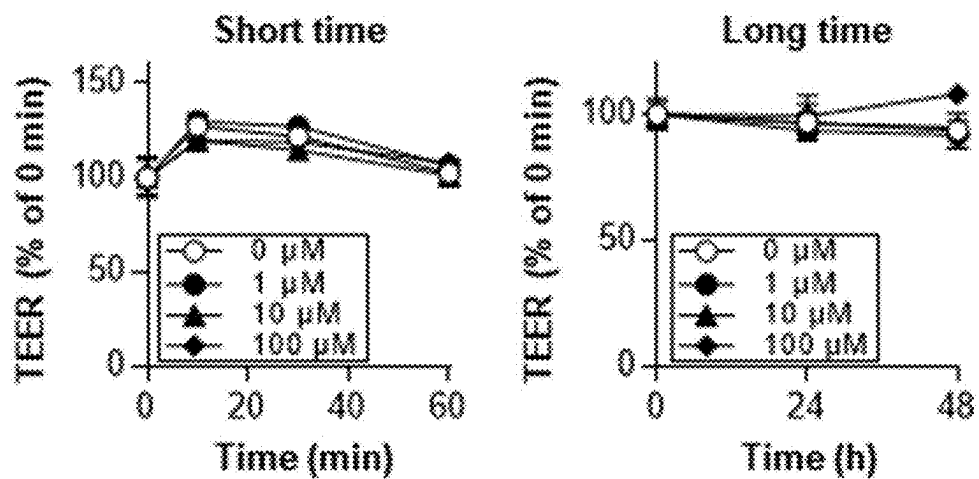 Short time
TEER (% of 0 min)
150
100
50
0
0 µM
1 µM
10 µM
100 µM
0 20 40 60
Time (min)
Long time
TEER (% of 0 min)
100
50
0
0 µM
1 µM
10 µM
100 µM
0 24 48
Time (h)